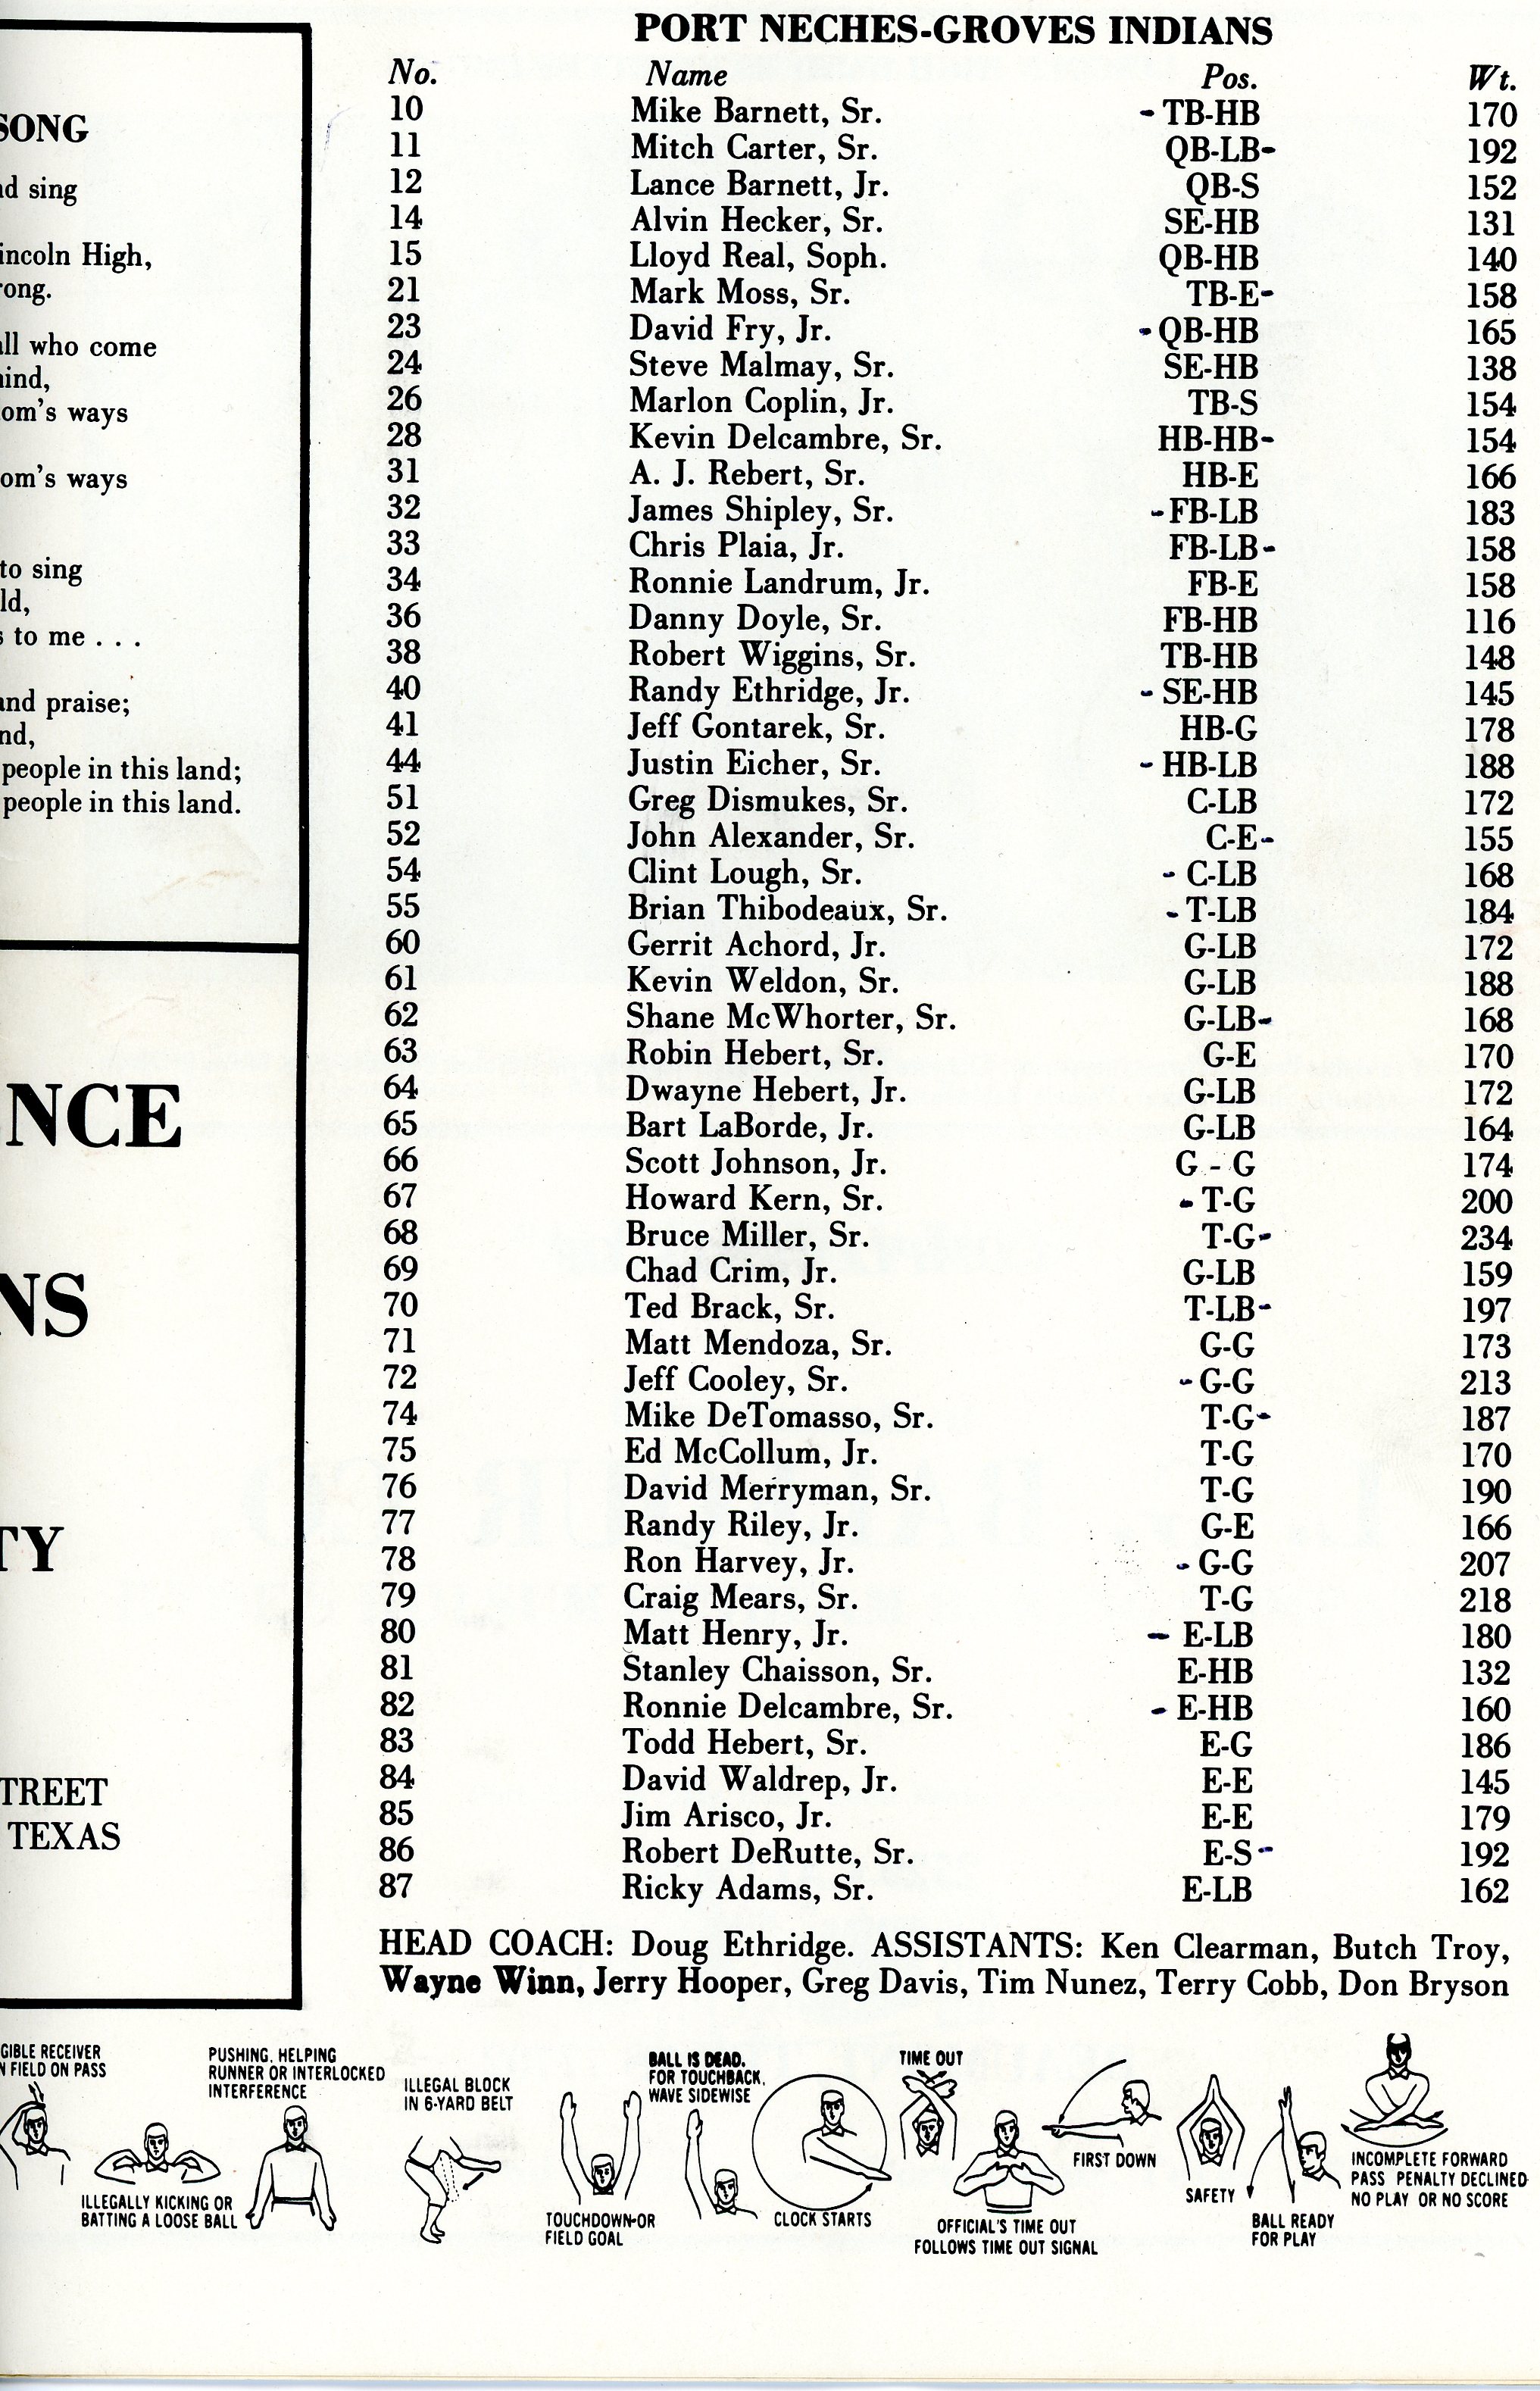 SONG
sing
Lincoln High,
all who come
ways
ways
to sing
to me . . .
and praise;
people in this land;
people in this land.
NCE
NS
TY
STREET
TEXAS
PORT NECHES-GROVES INDIANS
No. Name Pos. Wt.
10 Mike Barnett, Sr. - TB-HB 170
11 Mitch Carter, Sr. QB-LB- 192
12 Lance Barnett, Jr. QB-S 152
14 Alvin Hecker, Sr. SE-HB 131
15 Lloyd Real, Soph. QB-HB 140
21 Mark Moss, Sr. TB-E- 158
23 David Fry, Jr. - QB-HB 165
24 Steve Malmay, Sr. SE-HB 138
26 Marlon Coplin, Jr. TB-S 154
28 Kevin Delcambre, Sr. HB-HB- 154
31 A. J. Rebert, Sr. HB-E 166
32 James Shipley, Sr. - FB-LB 183
33 Chris Plaia, Jr. FB-LB - 158
34 Ronnie Landrum, Jr. FB-E 158
36 Danny Doyle, Sr. FB-HB 116
38 Robert Wiggins, Sr. TB-HB 148
40 Randy Ethridge, Jr. - SE-HB 145
41 Jeff Gontarek, Sr. HB-G 178
44 Justin Eicher, Sr. - HB-LB 188
51 Greg Dismukes, Sr. C-LB 172
52 John Alexander, Sr. C-E- 155
54 Clint Lough, Sr. - C-LB 168
55 Brian Thibodeaux, Sr. - T-LB 184
60 Gerrit Achord, Jr. G-LB 172
61 Kevin Weldon, Sr. G-LB 188
62 Shane McWhorter, Sr. G-LB- 168
63 Robin Hebert, Sr. G-E 170
64 Dwayne Hebert, Jr. G-LB 172
65 Bart LaBorde, Jr. G-LB 164
66 Scott Johnson, Jr. G - G 174
67 Howard Kern, Sr. - T-G 200
68 Bruce Miller, Sr. T-G- 234
69 Chad Crim, Jr. G-LB 159
70 Ted Brack, Sr. T-LB- 197
71 Matt Mendoza, Sr. G-G 173
72 Jeff Cooley, Sr. - G-G 213
74 Mike DeTomasso, Sr. T-G- 187
75 Ed McCollum, Jr. T-G 170
76 David Merryman, Sr. T-G 190
77 Randy Riley, Jr. G-E 166
78 Ron Harvey, Jr. - G-G 207
79 Craig Mears, Sr. T-G 218
80 Matt Henry, Jr. - E-LB 180
81 Stanley Chaisson, Sr. E-HB 132
82 Ronnie Delcambre, Sr. - E-HB 160
83 Todd Hebert, Sr. E-G 186
84 David Waldrep, Jr. E-E 145
85 Jim Arisco, Jr. E-E 179
86 Robert DeRutte, Sr. E-S - 192
87 Ricky Adams, Sr. E-LB 162
HEAD COACH: Doug Ethridge. ASSISTANTS: Ken Clearman, Butch Troy,
Wayne Winn, Jerry Hooper, Greg Davis, Tim Nunez, Terry Cobb, Don Bryson
GIBLE RECEIVER
N FIELD ON PASS
ILLEGALLY KICKING OR
BATTING A LOOSE BALL
PUSHING, HELPING
RUNNER OR INTERLOCKED
INTERFERENCE
ILLEGAL BLOCK
IN 6-YARD BELT
TOUCHDOWN OR
FIELD GOAL
BALL IS DEAD.
FOR TOUCHBACK,
WAVE SIDEWISE
CLOCK STARTS
TIME OUT
OFFICIAL'S TIME OUT
FOLLOWS TIME OUT SIGNAL
FIRST DOWN
SAFETY
BALL READY
FOR PLAY
INCOMPLETE FORWARD
PASS PENALTY DECLINED
NO PLAY OR NO SCORE